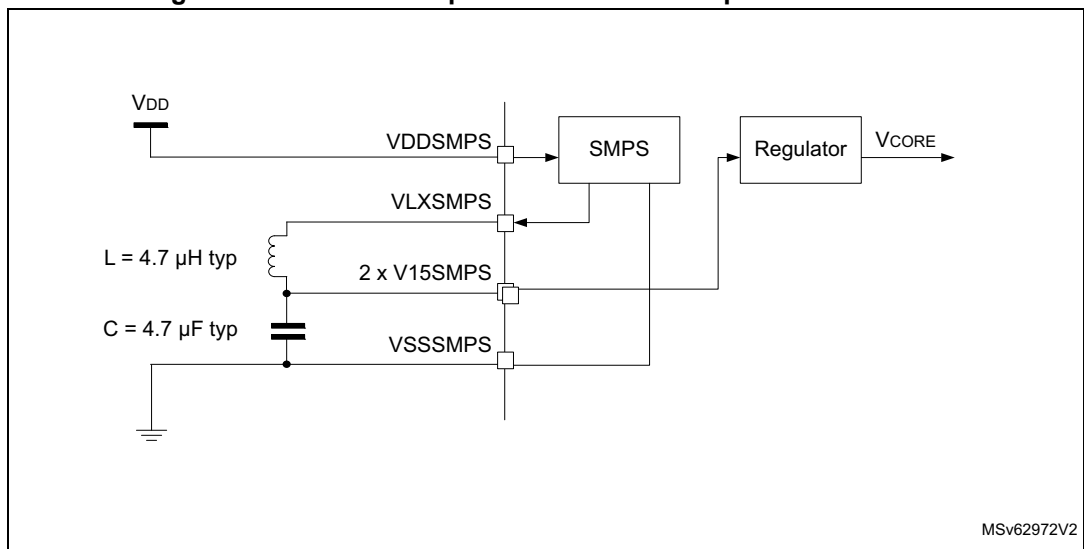 VDD
VDDSMPS
SMPS
Regulator
VCORE
VLXSMPS
L = 4.7 µH typ
2 x V15SMPS
C = 4.7 µF typ
VSSSMPS
MSv62972V2